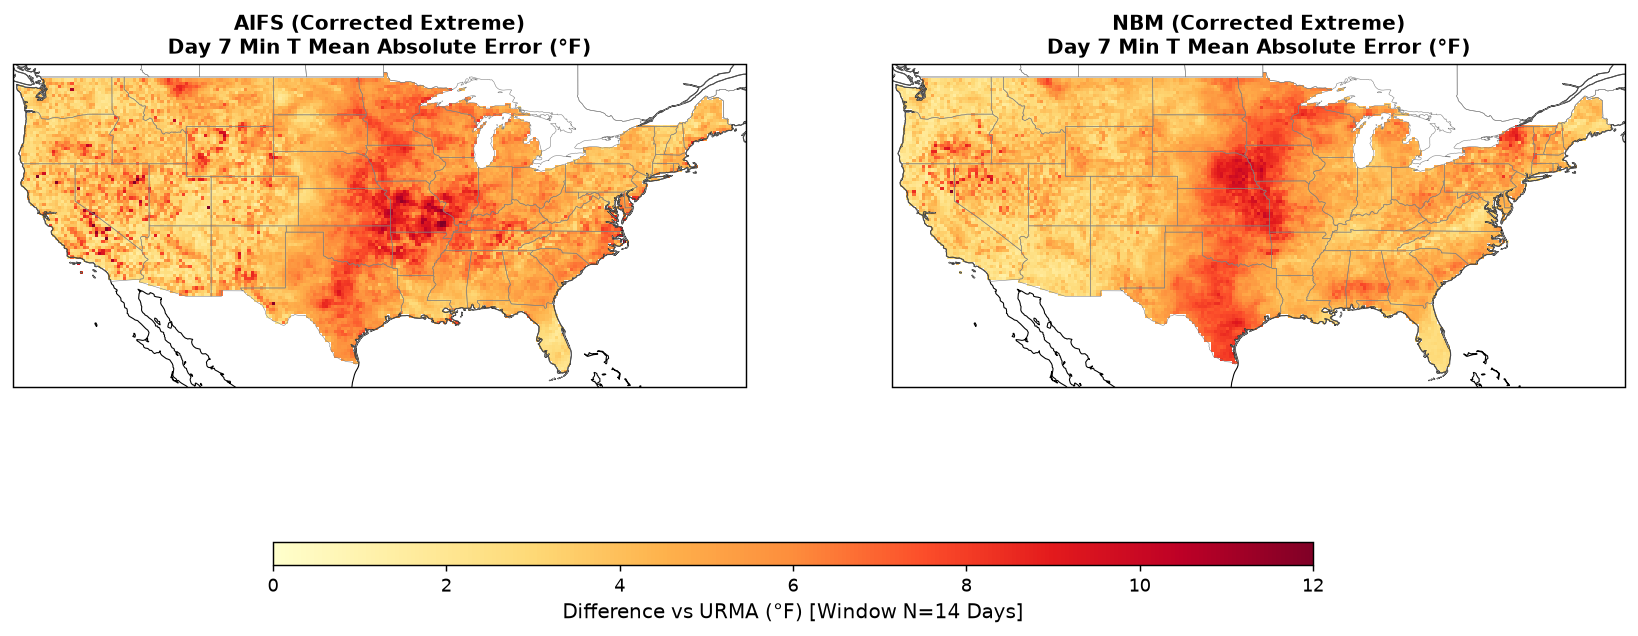 AIFS (Corrected Extreme)
Day 7 Min T Mean Absolute Error (°F)
NBM (Corrected Extreme)
Day 7 Min T Mean Absolute Error (°F)
0 2 4 6 8 10 12
Difference vs URMA (°F) [Window N=14 Days]